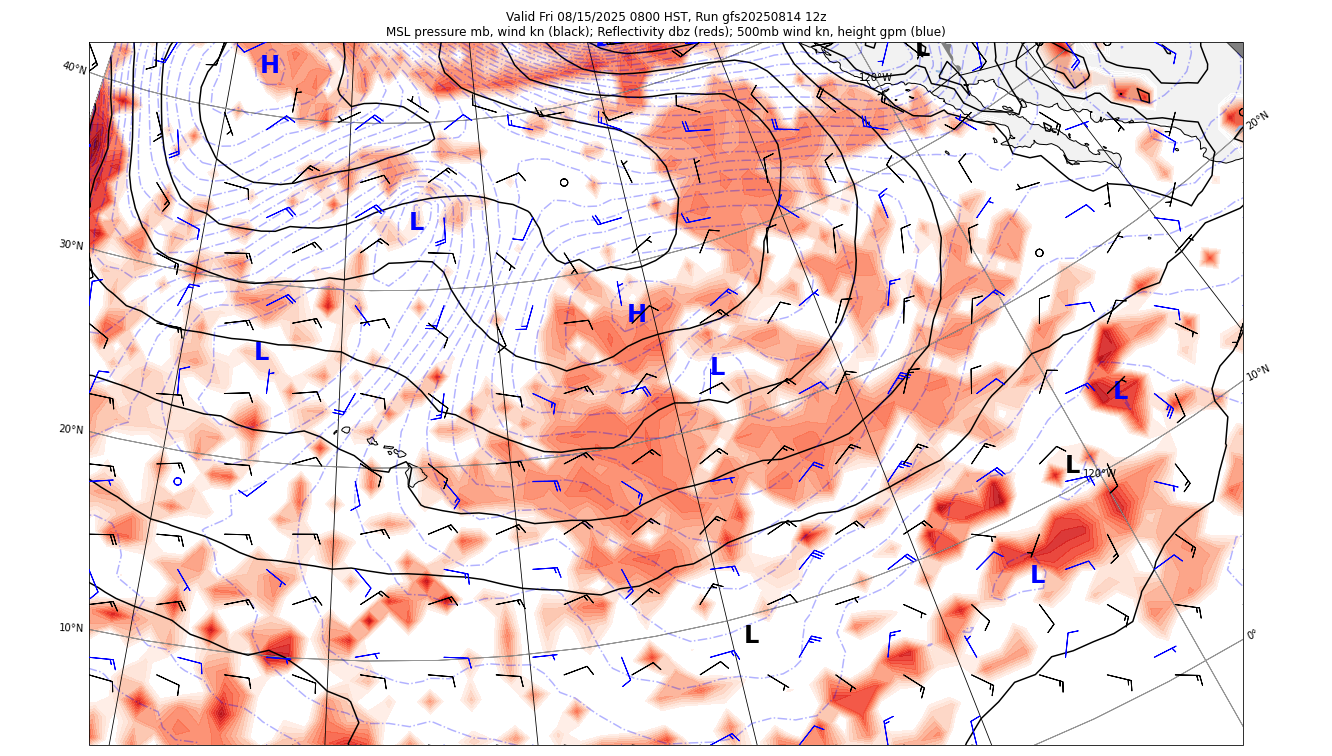 Valid Fri 08/15/2025 0800 HST, Run gfs20250814 12z
MSL pressure mb, wind kn (black); Reflectivity dbz (reds); 500mb wind kn, height gpm (blue)
L
H
40°N
120°W
20°N
L
30°N
H
L
L
10°N
L
20°N
L
120°W
L
10°N
L
0°